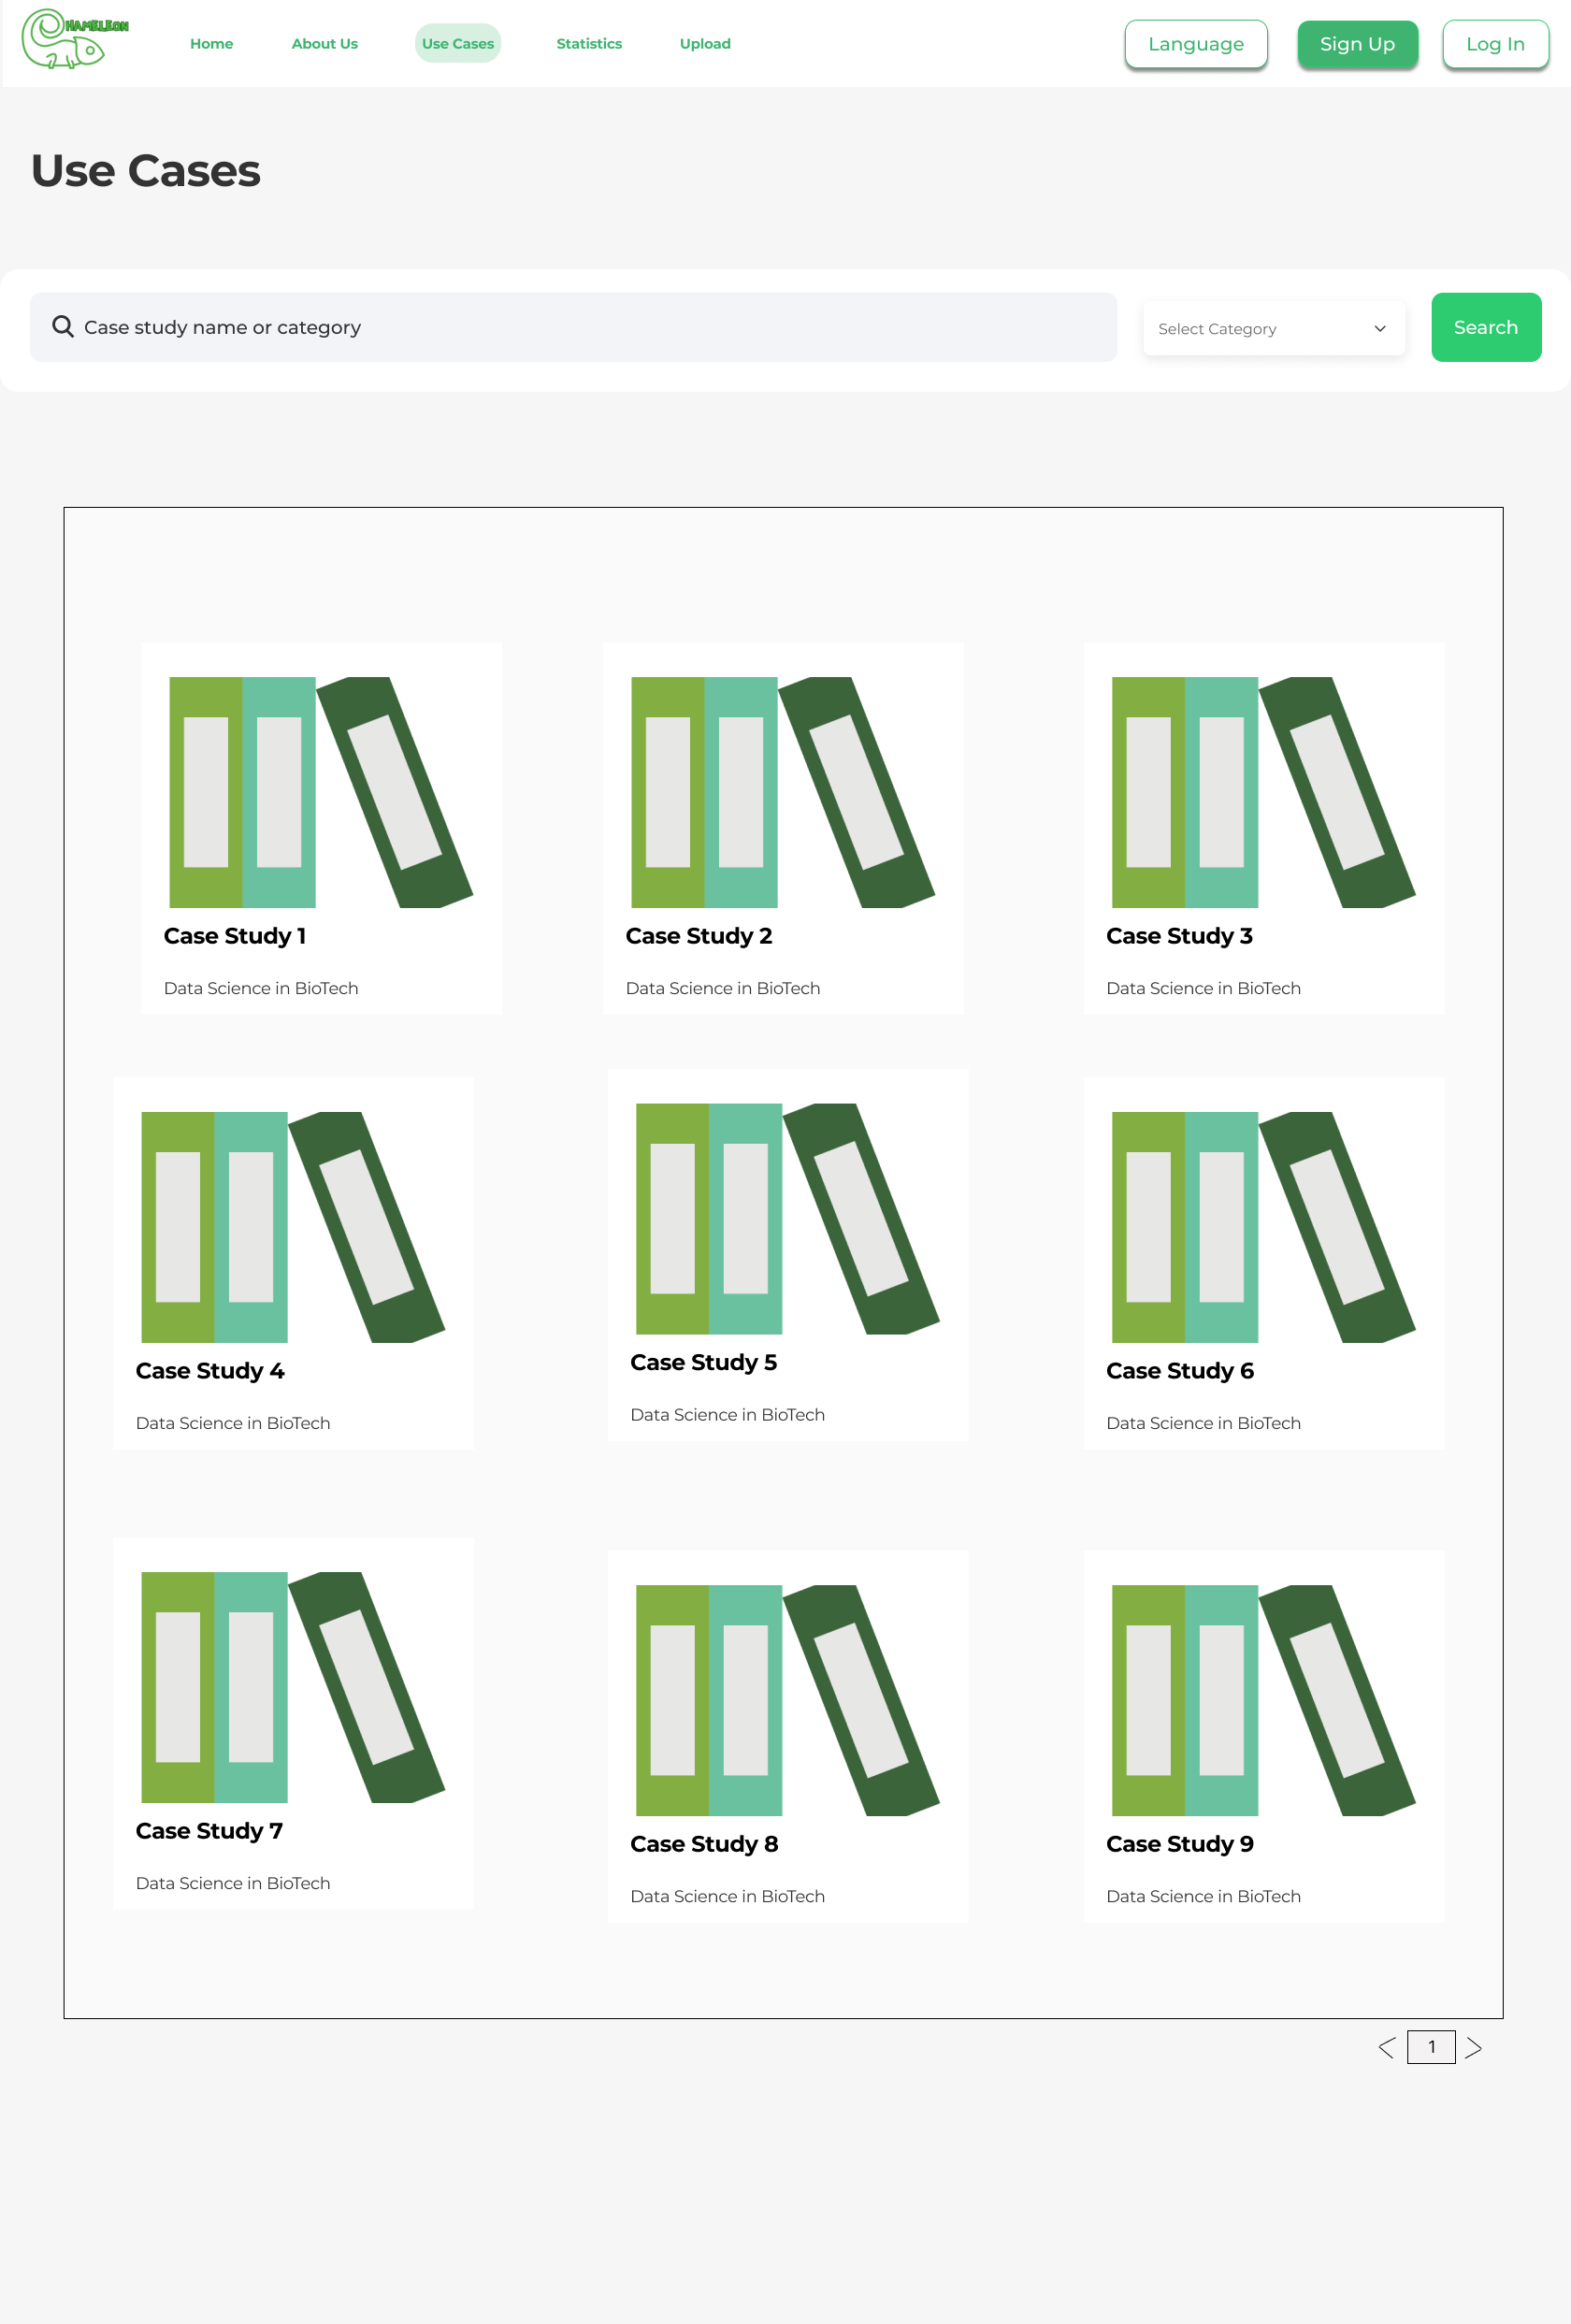 HAMELEON
Home About Us Use Cases Statistics Upload Language Sign Up Log In
Use Cases
Case study name or category Select Category Search
Case Study 1
Data Science in BioTech
Case Study 2
Data Science in BioTech
Case Study 3
Data Science in BioTech
Case Study 4
Data Science in BioTech
Case Study 5
Data Science in BioTech
Case Study 6
Data Science in BioTech
Case Study 7
Data Science in BioTech
Case Study 8
Data Science in BioTech
Case Study 9
Data Science in BioTech
1